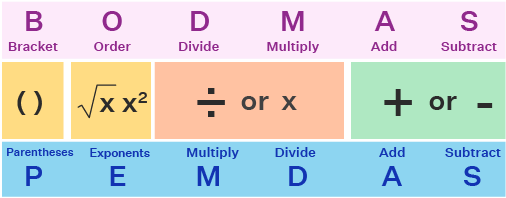 B O D M A S
Bracket Order Divide Multiply Add Subtract
( ) √x x² ÷ or x + or -
Parentheses Exponents Multiply Divide Add Subtract
P E M D A S